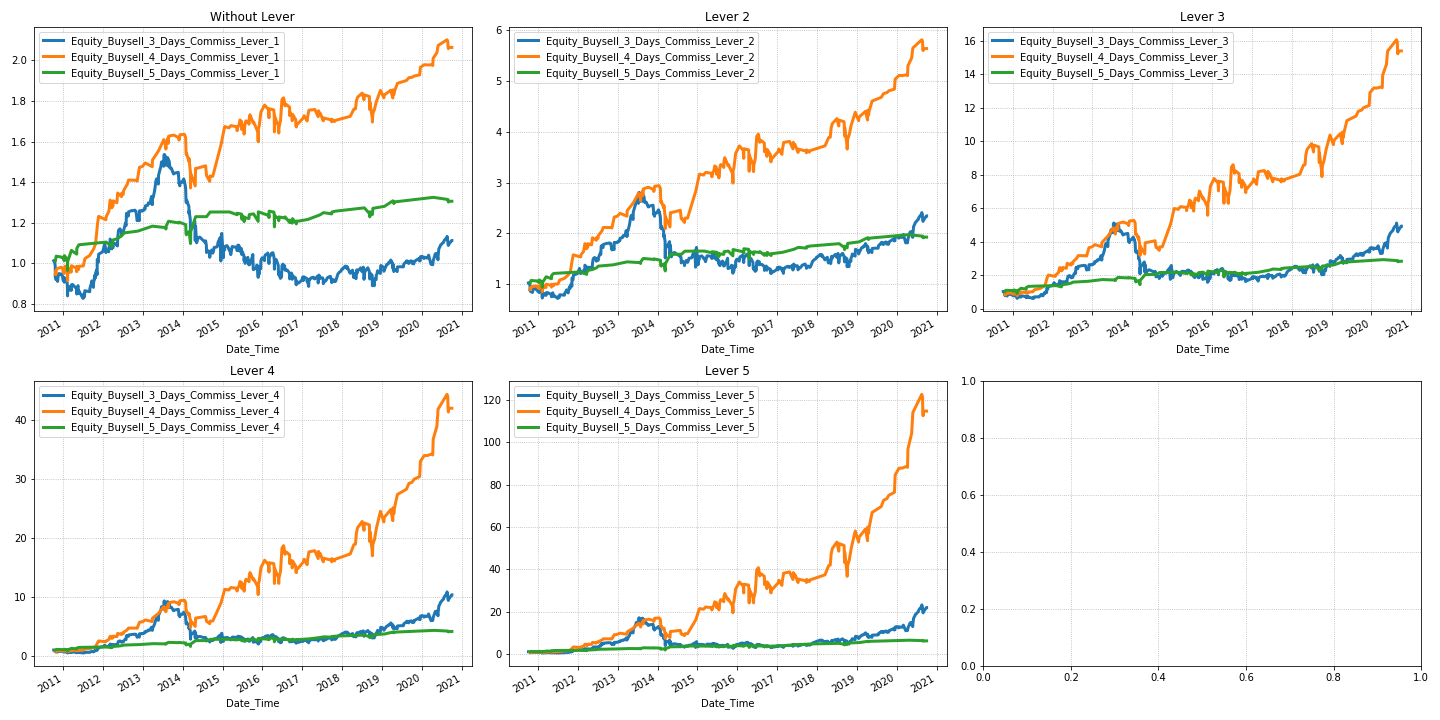 Without Lever
Equity_Buysell_3_Days_Commiss_Lever_1
Equity_Buysell_4_Days_Commiss_Lever_1
Equity_Buysell_5_Days_Commiss_Lever_1
2.0
1.8
1.6
1.4
1.2
1.0
0.8
2011 2012 2013 2014 2015 2016 2017 2018 2019 2020 2021
Date_Time
Lever 2
Equity_Buysell_3_Days_Commiss_Lever_2
Equity_Buysell_4_Days_Commiss_Lever_2
Equity_Buysell_5_Days_Commiss_Lever_2
6
5
4
3
2
1
2011 2012 2013 2014 2015 2016 2017 2018 2019 2020 2021
Date_Time
Lever 3
Equity_Buysell_3_Days_Commiss_Lever_3
Equity_Buysell_4_Days_Commiss_Lever_3
Equity_Buysell_5_Days_Commiss_Lever_3
16
14
12
10
8
6
4
2
0
2011 2012 2013 2014 2015 2016 2017 2018 2019 2020 2021
Date_Time
Lever 4
Equity_Buysell_3_Days_Commiss_Lever_4
Equity_Buysell_4_Days_Commiss_Lever_4
Equity_Buysell_5_Days_Commiss_Lever_4
40
30
20
10
0
2011 2012 2013 2014 2015 2016 2017 2018 2019 2020 2021
Date_Time
Lever 5
Equity_Buysell_3_Days_Commiss_Lever_5
Equity_Buysell_4_Days_Commiss_Lever_5
Equity_Buysell_5_Days_Commiss_Lever_5
120
100
80
60
40
20
0
2011 2012 2013 2014 2015 2016 2017 2018 2019 2020 2021
Date_Time
1.0
0.8
0.6
0.4
0.2
0.0
0.0 0.2 0.4 0.6 0.8 1.0